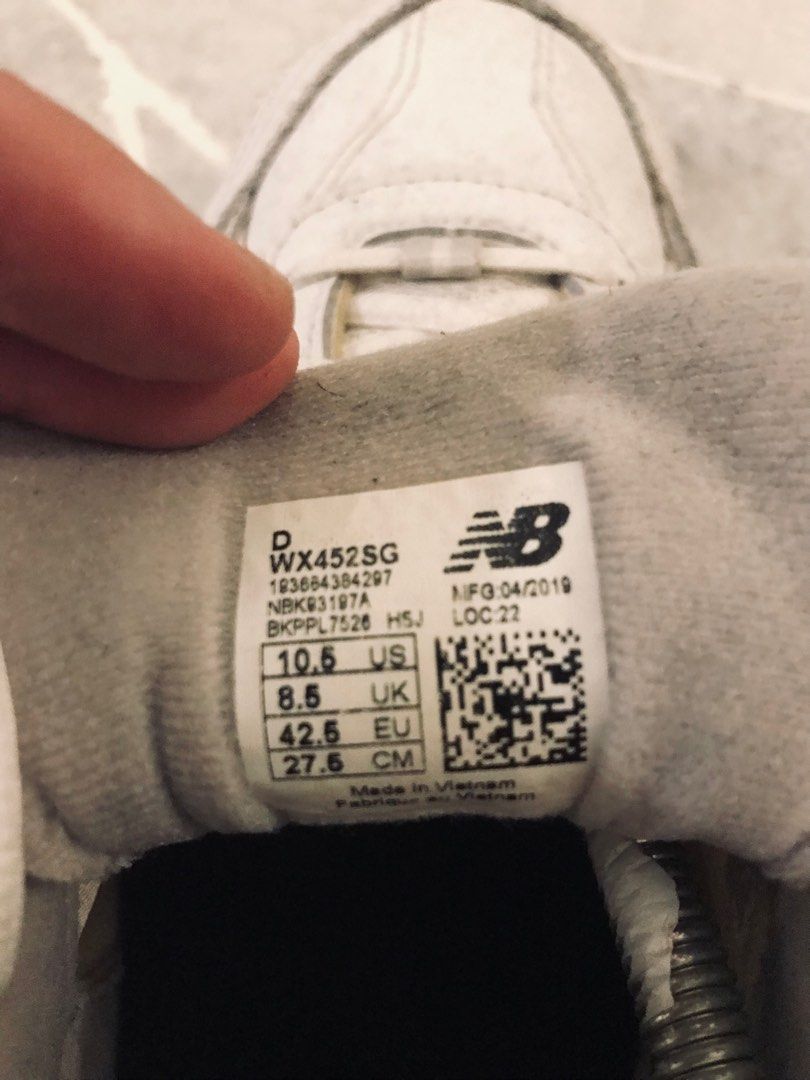 D
WX452SG
193684384297
NBK93197A
BKPPL7526 H5J
NB
MFG:04/2019
LOC:22
10.5 US
8.5 UK
42.5 EU
27.5 CM
Made in Vietnam
Fabriqué au Vietnam